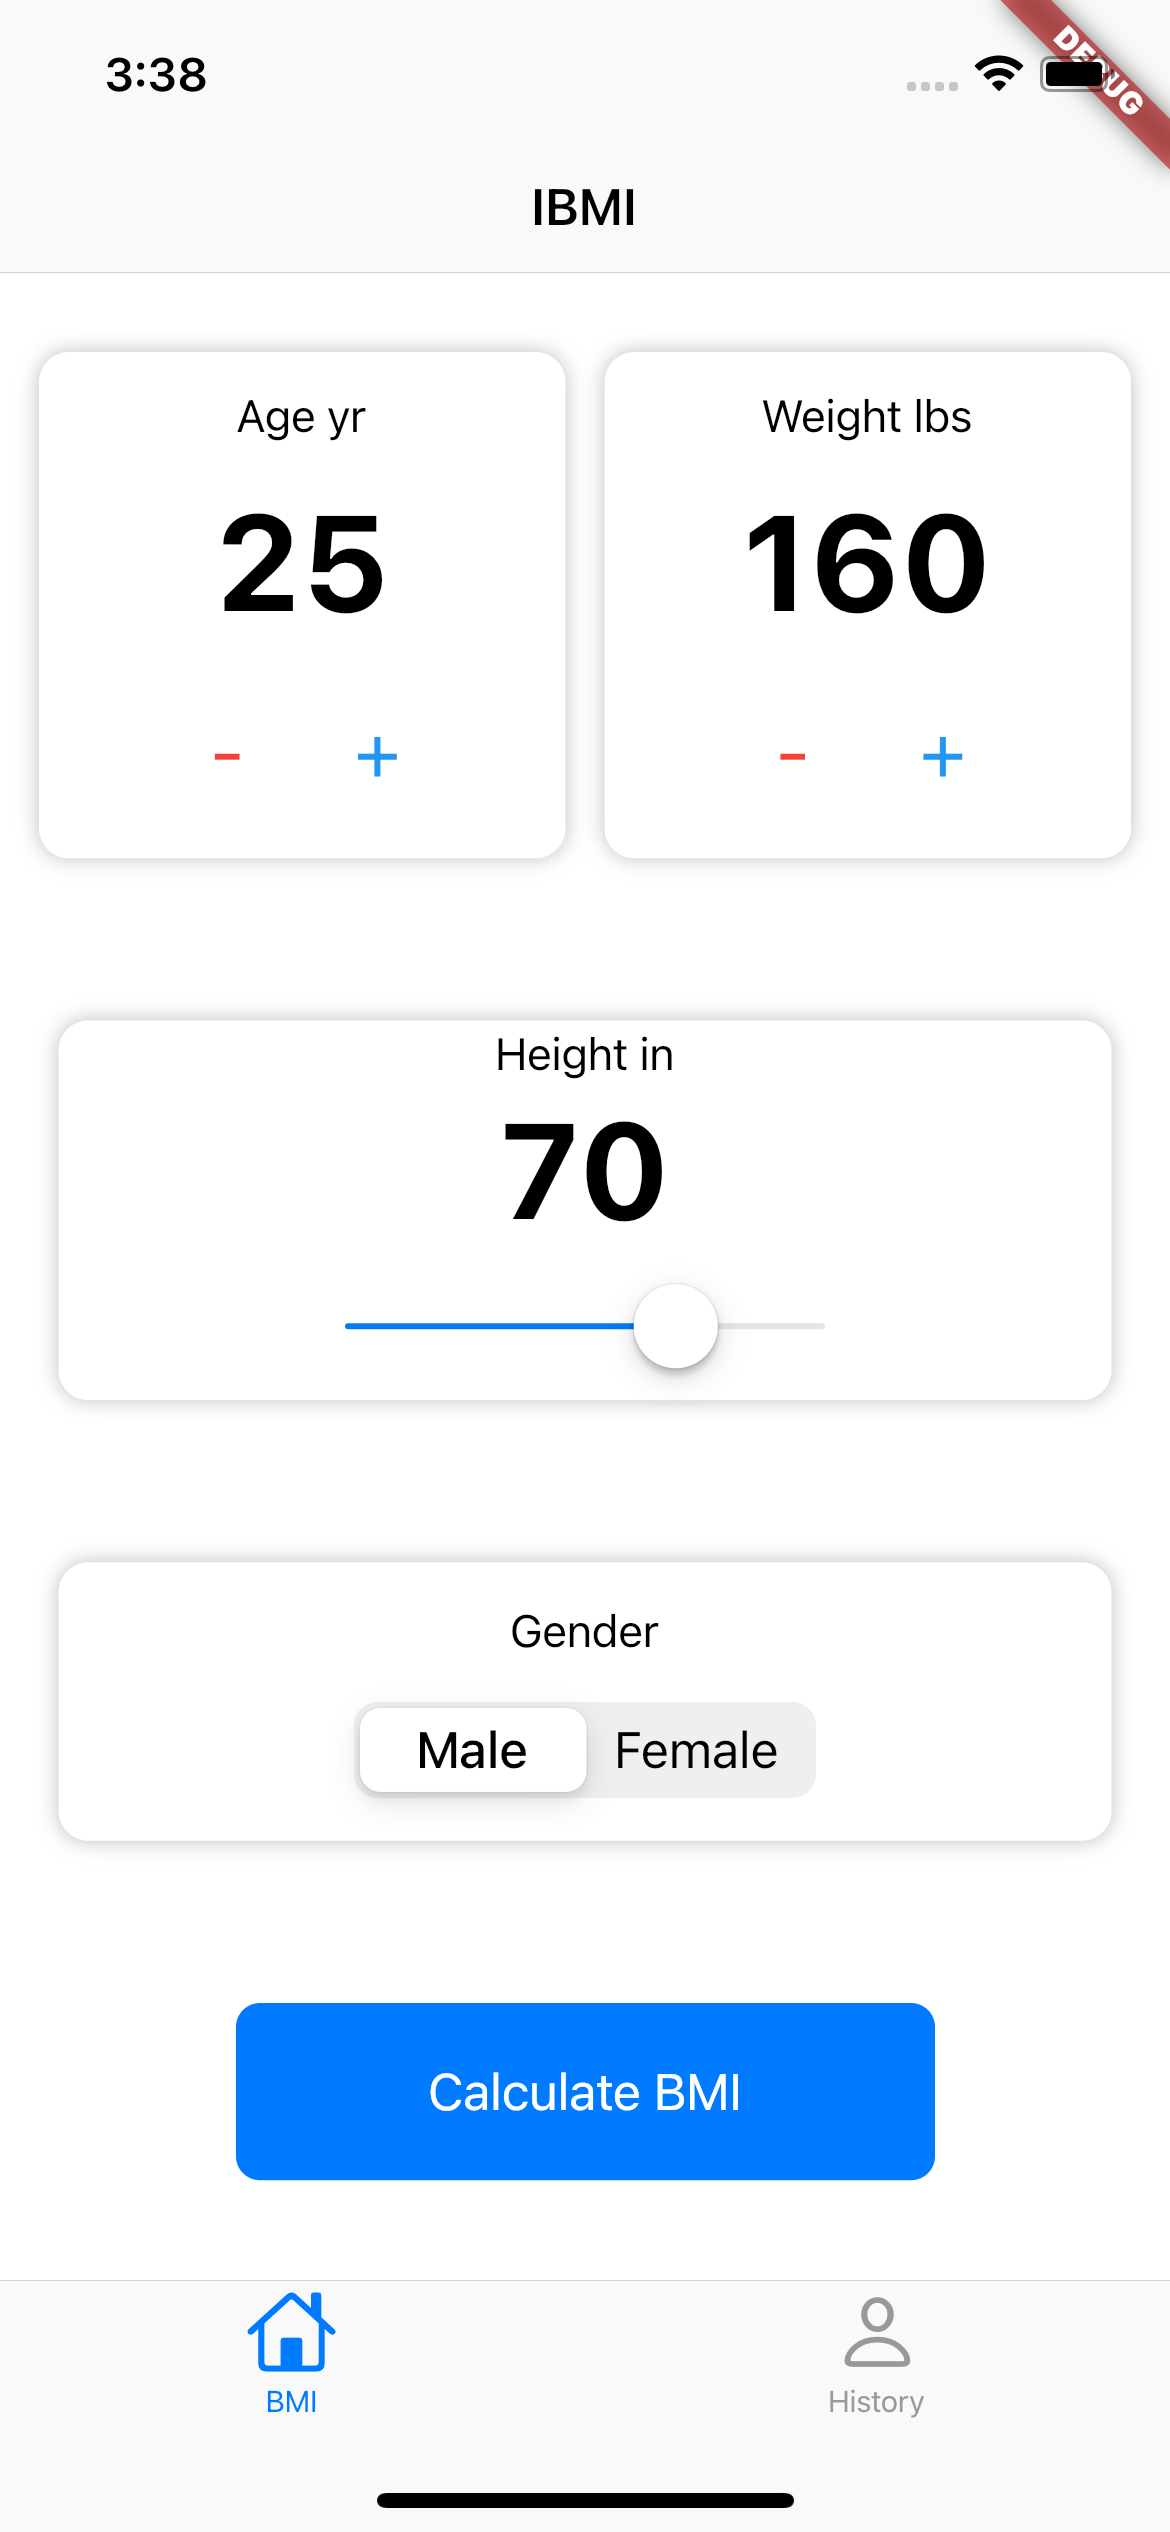 3:38
DEBUG
IBMI
Age yr
Weight lbs
25
160
-
+
-
+
Height in
70
Gender
Male
Female
Calculate BMI
BMI
History